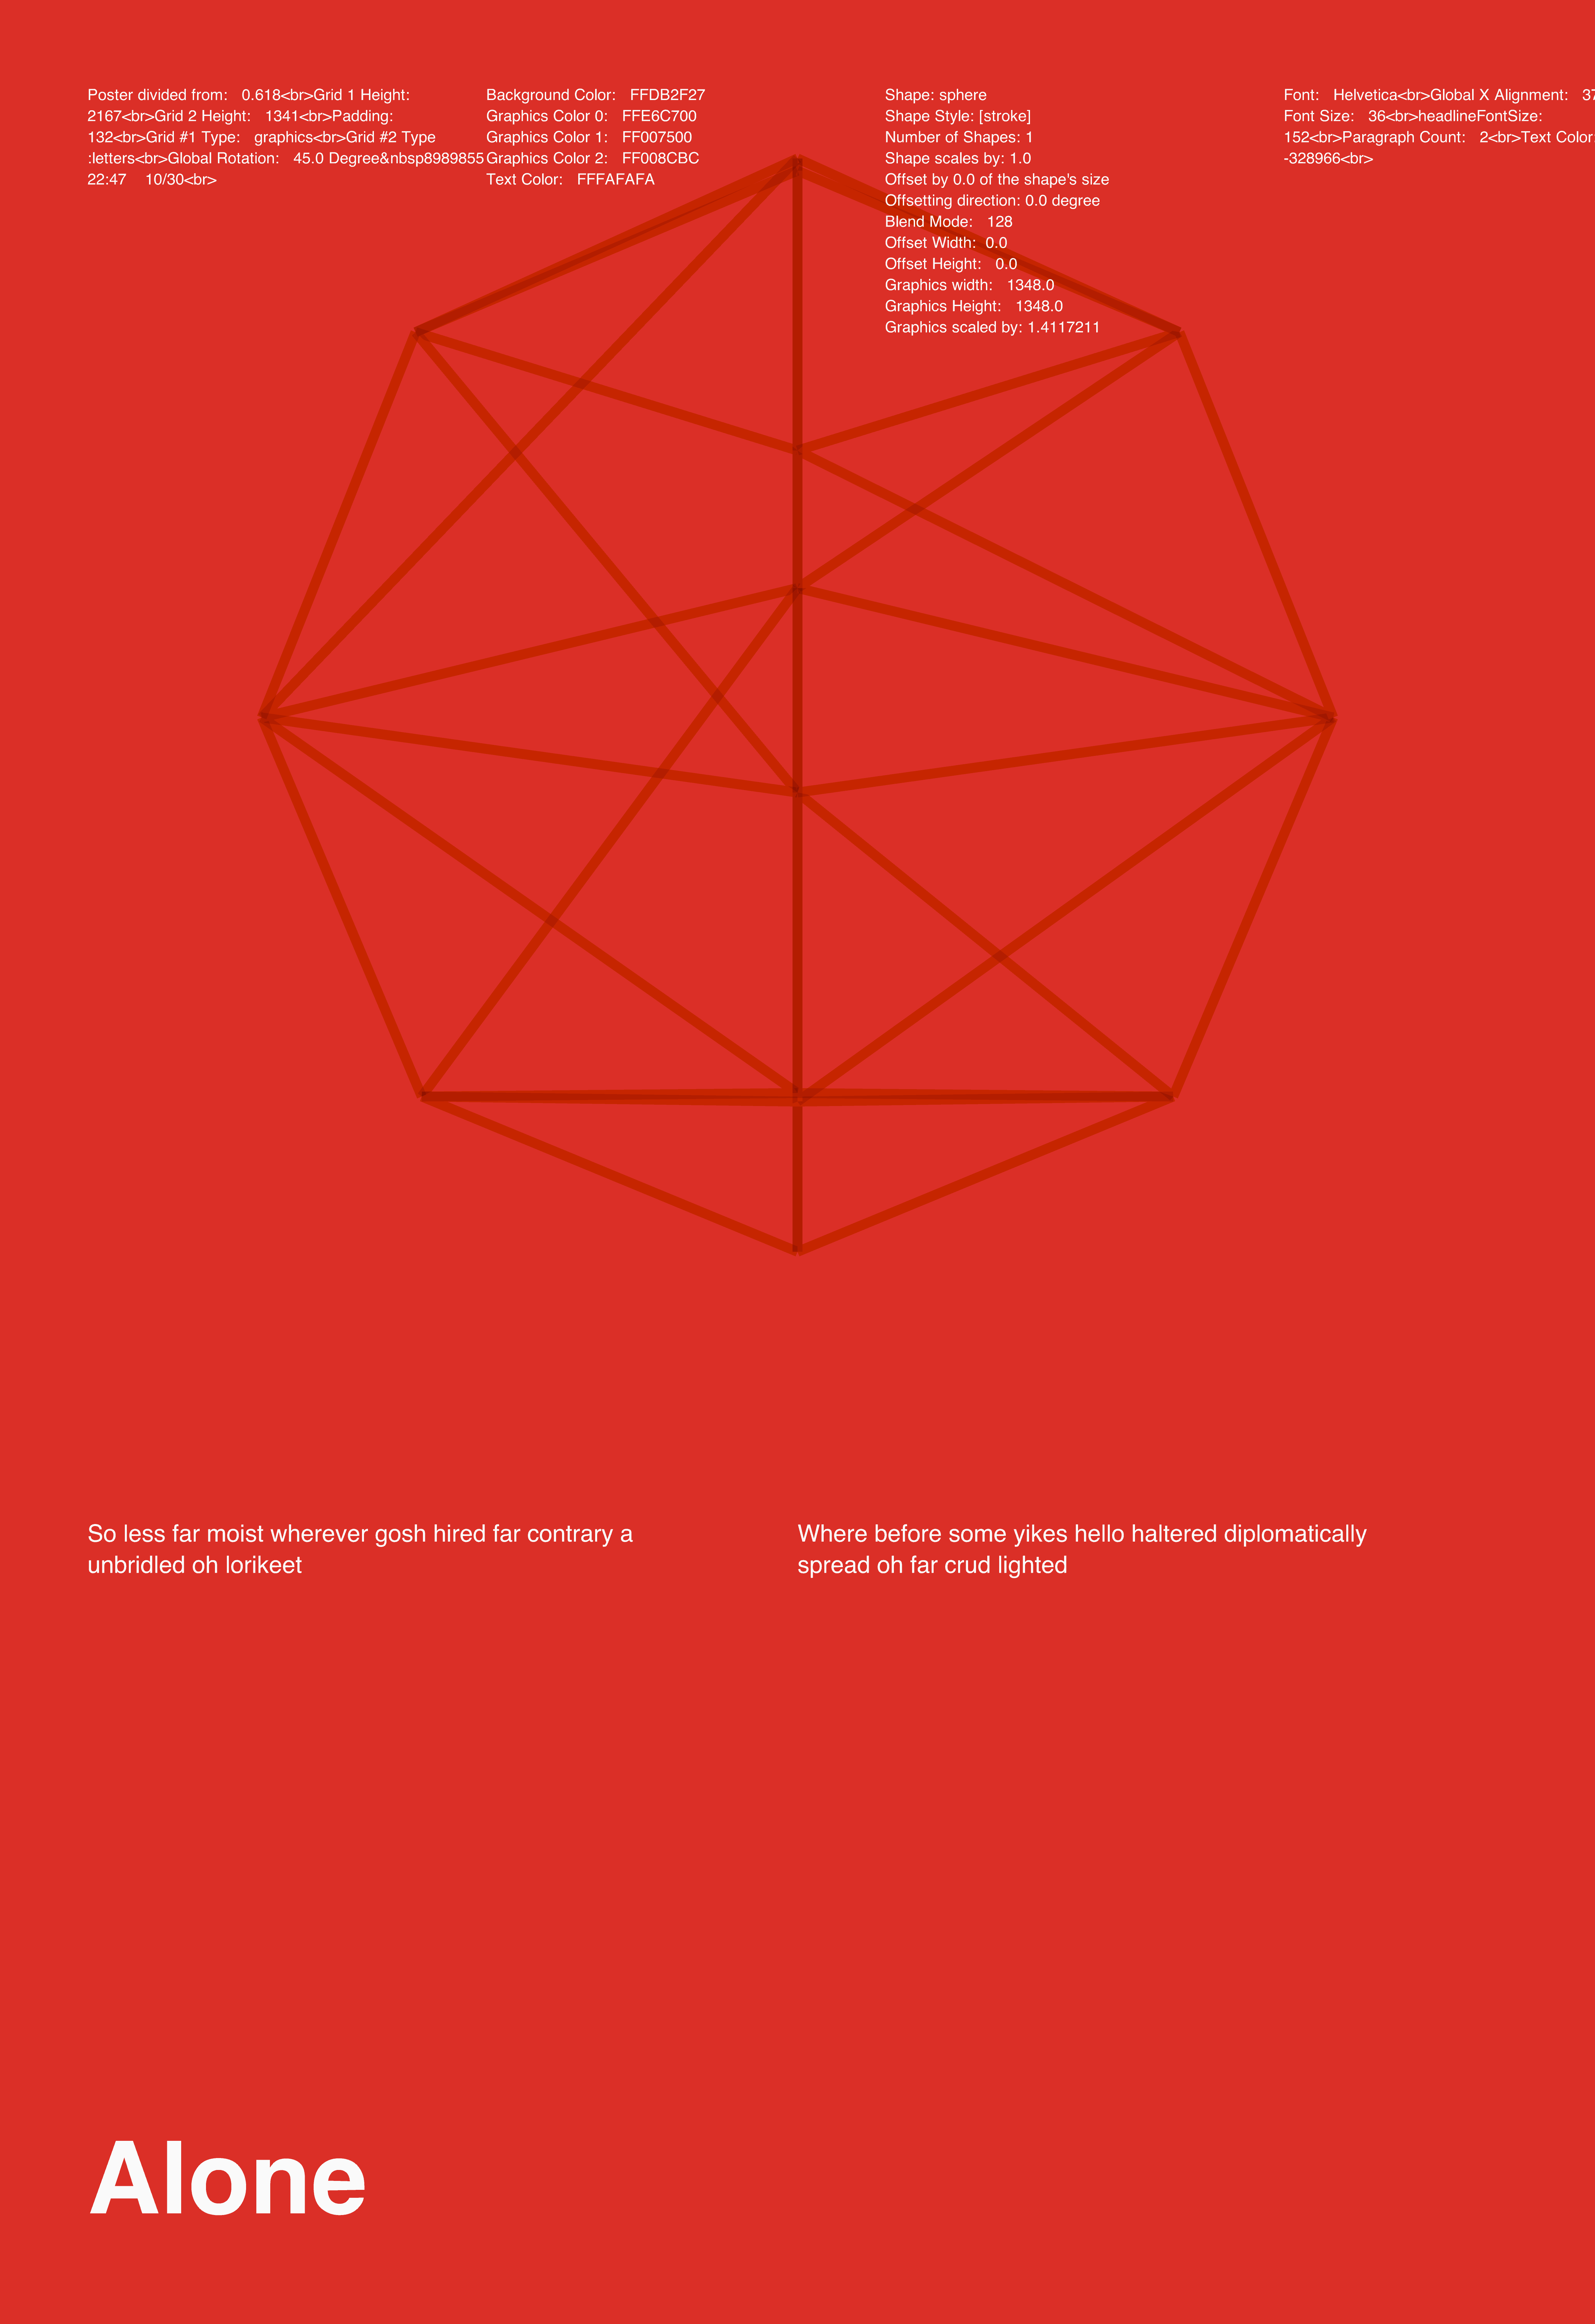 Poster divided from: 0.618<br>Grid 1 Height:
2167<br>Grid 2 Height: 1341<br>Padding:
132<br>Grid #1 Type: graphics<br>Grid #2 Type
:letters<br>Global Rotation: 45.0 Degree&nbsp8989855
22:47 10/30<br>
Background Color: FFDB2F27
Graphics Color 0: FFE6C700
Graphics Color 1: FF007500
Graphics Color 2: FF008CBC
Text Color: FFFAFAFA
Shape: sphere
Shape Style: [stroke]
Number of Shapes: 1
Shape scales by: 1.0
Offset by 0.0 of the shape's size
Offsetting direction: 0.0 degree
Blend Mode: 128
Offset Width: 0.0
Offset Height: 0.0
Graphics width: 1348.0
Graphics Height: 1348.0
Graphics scaled by: 1.4117211
Font: Helvetica<br>Global X Alignment: 37
Font Size: 36<br>headlineFontSize:
152<br>Paragraph Count: 2<br>Text Color:
-328966<br>
So less far moist wherever gosh hired far contrary a
unbridled oh lorikeet
Where before some yikes hello haltered diplomatically
spread oh far crud lighted
Alone